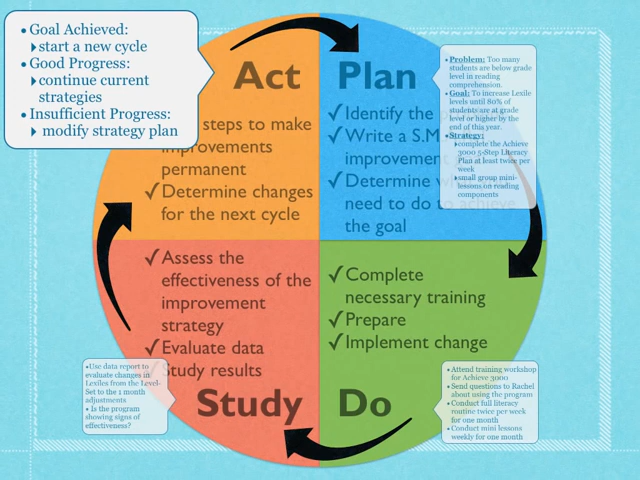 • Goal Achieved:
start a new cycle
• Good Progress:
continue current
strategies
• Insufficient Progress:
modify strategy plan
Act
✓ steps to make
improvements
permanent
✓ Determine changes
for the next cycle
Plan
✓ Identify the
✓ Write a S.M
improvement
✓ Determine
need to do to achieve
the goal
• Problem: Too many
students are below grade
level in reading
comprehension.
• Goal: To increase Lexile
levels until 80% of
students are at grade
level or higher by the
end of this year.
• Strategy:
complete the Achieve
3000 5-Step Literacy
Plan at least twice per
week
small group mini-
lessons on reading
components
✓ Assess the
effectiveness of the
improvement
strategy
✓ Evaluate data
✓ Study results
Study
✓ Complete
necessary training
✓ Prepare
✓ Implement change
Do
• Use data report to
evaluate changes in
Lexiles from the Level-
Set to the 1 month
adjustments
• Is the program
showing signs of
effectiveness?
• Attend training workshop
for Achieve 3000
• Send questions to Rachel
about using the program
• Conduct full literacy
routine twice per week
for one month
• Conduct mini lessons
weekly for one month